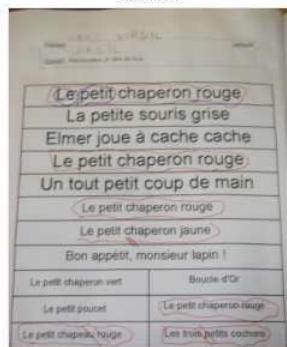 VIRGIL
Le petit chaperon rouge
La petite souris grise
Elmer joue à cache cache
Le petit chaperon rouge
Un tout petit coup de main
Le petit chaperon rouge
Le petit chaperon jaune
Bon appétit, monsieur lapin !
Le petit chaperon vert
Boucle d'Or
Le petit poucet
Le petit chaperon rouge
Le petit chapeau rouge
Les trois petits cochons